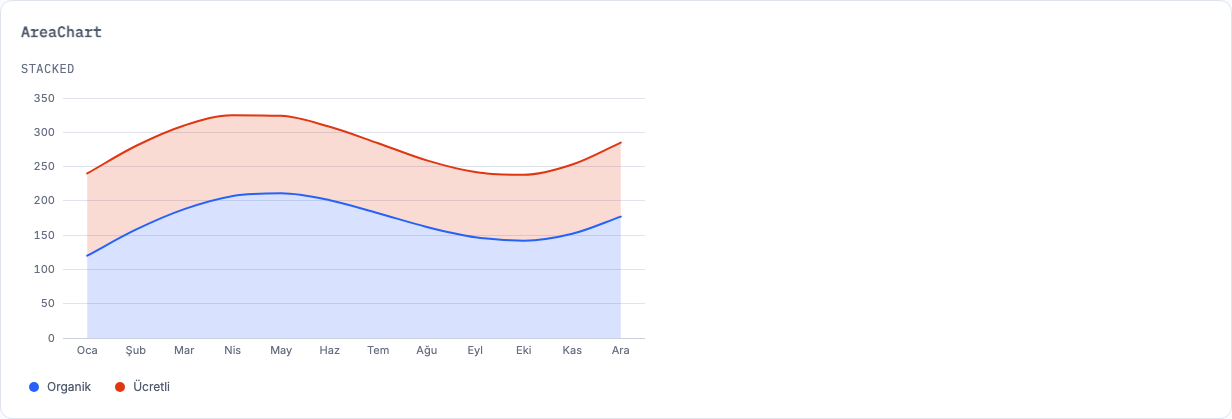 AreaChart
STACKED
350
300
250
200
150
100
50
0
Oca Şub Mar Nis May Haz Tem Ağu Eyl Eki Kas Ara
Organik Ücretli